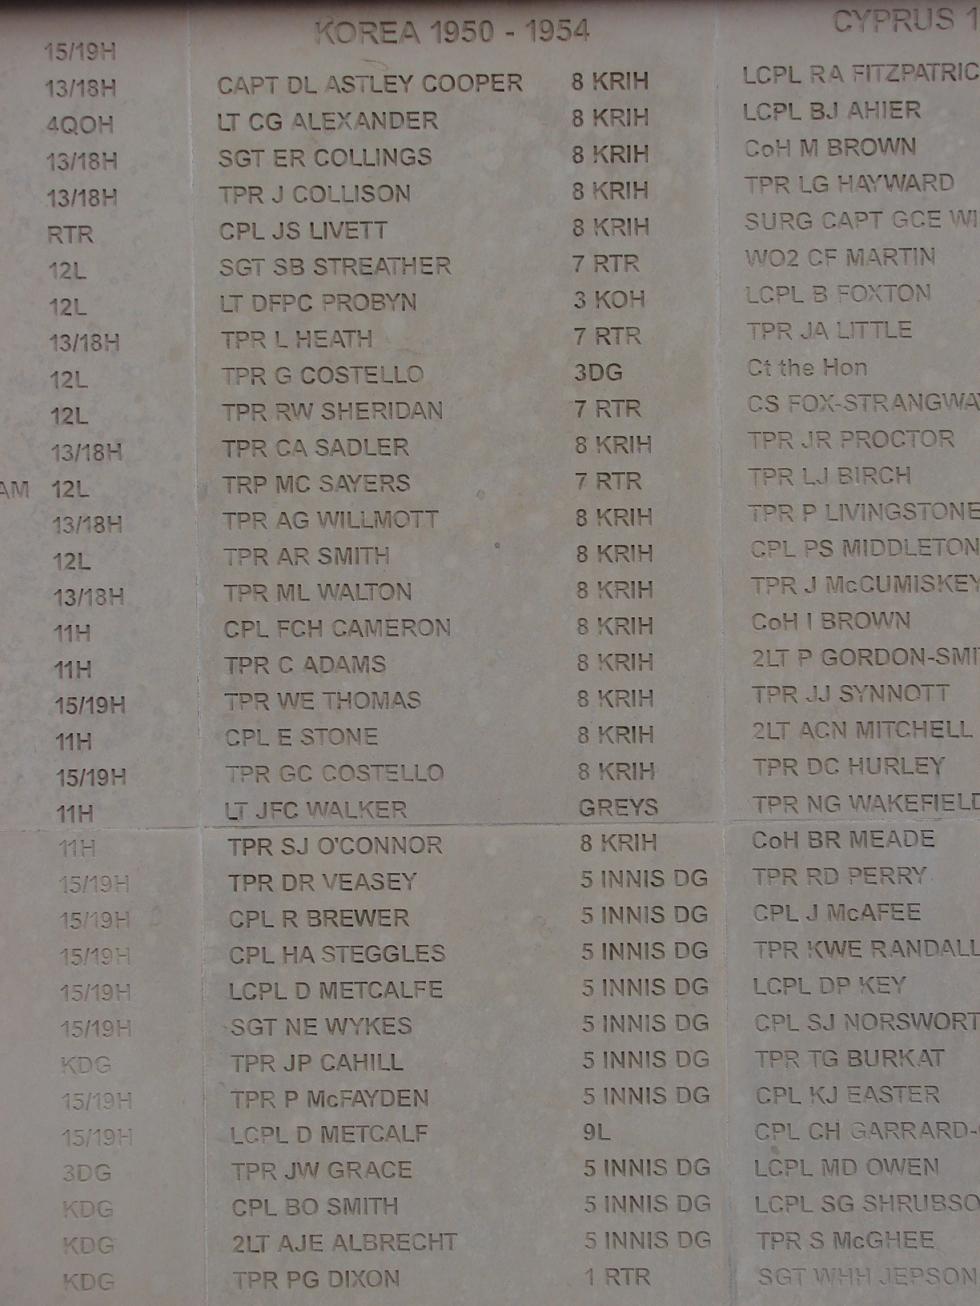 15/19H
13/18H
4QOH
13/18H
13/18H
RTR
12L
12L
13/18H
12L
12L
13/18H
AM 12L
13/18H
12L
13/18H
11H
11H
15/19H
11H
15/19H
11H
11H
15/19H
15/19H
15/19H
15/19H
15/19H
KDG
15/19H
15/19H
3DG
KDG
KDG
KDG
KOREA 1950 - 1954
CAPT DL ASTLEY COOPER 8 KRIH
LT CG ALEXANDER 8 KRIH
SGT ER COLLINGS 8 KRIH
TPR J COLLISON 8 KRIH
CPL JS LIVETT 8 KRIH
SGT SB STREATHER 7 RTR
LT DFPC PROBYN 3 KOH
TPR L HEATH 7 RTR
TPR G COSTELLO 3DG
TPR RW SHERIDAN 7 RTR
TPR CA SADLER 8 KRIH
TRP MC SAYERS 7 RTR
TPR AG WILLMOTT 8 KRIH
TPR AR SMITH 8 KRIH
TPR ML WALTON 8 KRIH
CPL FCH CAMERON 8 KRIH
TPR C ADAMS 8 KRIH
TPR WE THOMAS 8 KRIH
CPL E STONE 8 KRIH
TPR GC COSTELLO 8 KRIH
LT JFC WALKER GREYS
TPR SJ O'CONNOR 8 KRIH
TPR DR VEASEY 5 INNIS DG
CPL R BREWER 5 INNIS DG
CPL HA STEGGLES 5 INNIS DG
LCPL D METCALFE 5 INNIS DG
SGT NE WYKES 5 INNIS DG
TPR JP CAHILL 5 INNIS DG
TPR P McFAYDEN 5 INNIS DG
LCPL D METCALF 9L
TPR JW GRACE 5 INNIS DG
CPL BO SMITH 5 INNIS DG
2LT AJE ALBRECHT 5 INNIS DG
TPR PG DIXON 1 RTR
CYPRUS 1
LCPL RA FITZPATRIC
LCPL BJ AHIER
CoH M BROWN
TPR LG HAYWARD
SURG CAPT GCE WI
WO2 CF MARTIN
LCPL B FOXTON
TPR JA LITTLE
Ct the Hon
CS FOX-STRANGWAY
TPR JR PROCTOR
TPR LJ BIRCH
TPR P LIVINGSTONE
CPL PS MIDDLETON
TPR J McCUMISKEY
CoH I BROWN
2LT P GORDON-SMI
TPR JJ SYNNOTT
2LT ACN MITCHELL
TPR DC HURLEY
TPR NG WAKEFIELD
CoH BR MEADE
TPR RD PERRY
CPL J McAFEE
TPR KWE RANDALL
LCPL DP KEY
CPL SJ NORSWORT
TPR TG BURKAT
CPL KJ EASTER
CPL CH GARRARD-
LCPL MD OWEN
LCPL SG SHRUBSO
TPR S McGHEE
SGT WHH JEPSON